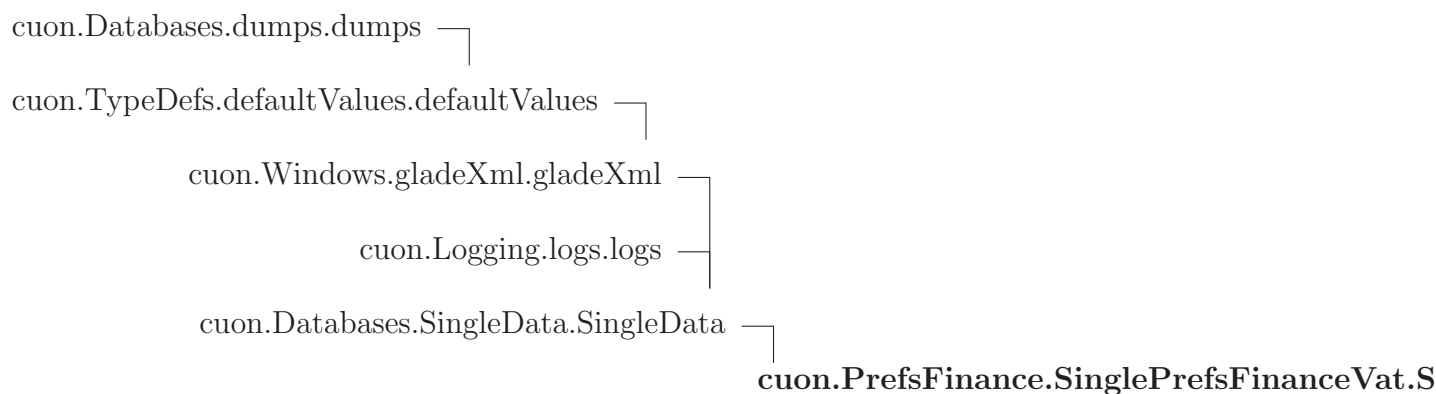 cuon.Databases.dumps.dumps
cuon.TypeDefs.defaultValues.defaultValues
cuon.Windows.gladeXml.gladeXml
cuon.Logging.logs.logs
cuon.Databases.SingleData.SingleData
cuon.PrefsFinance.SinglePrefsFinanceVat.S